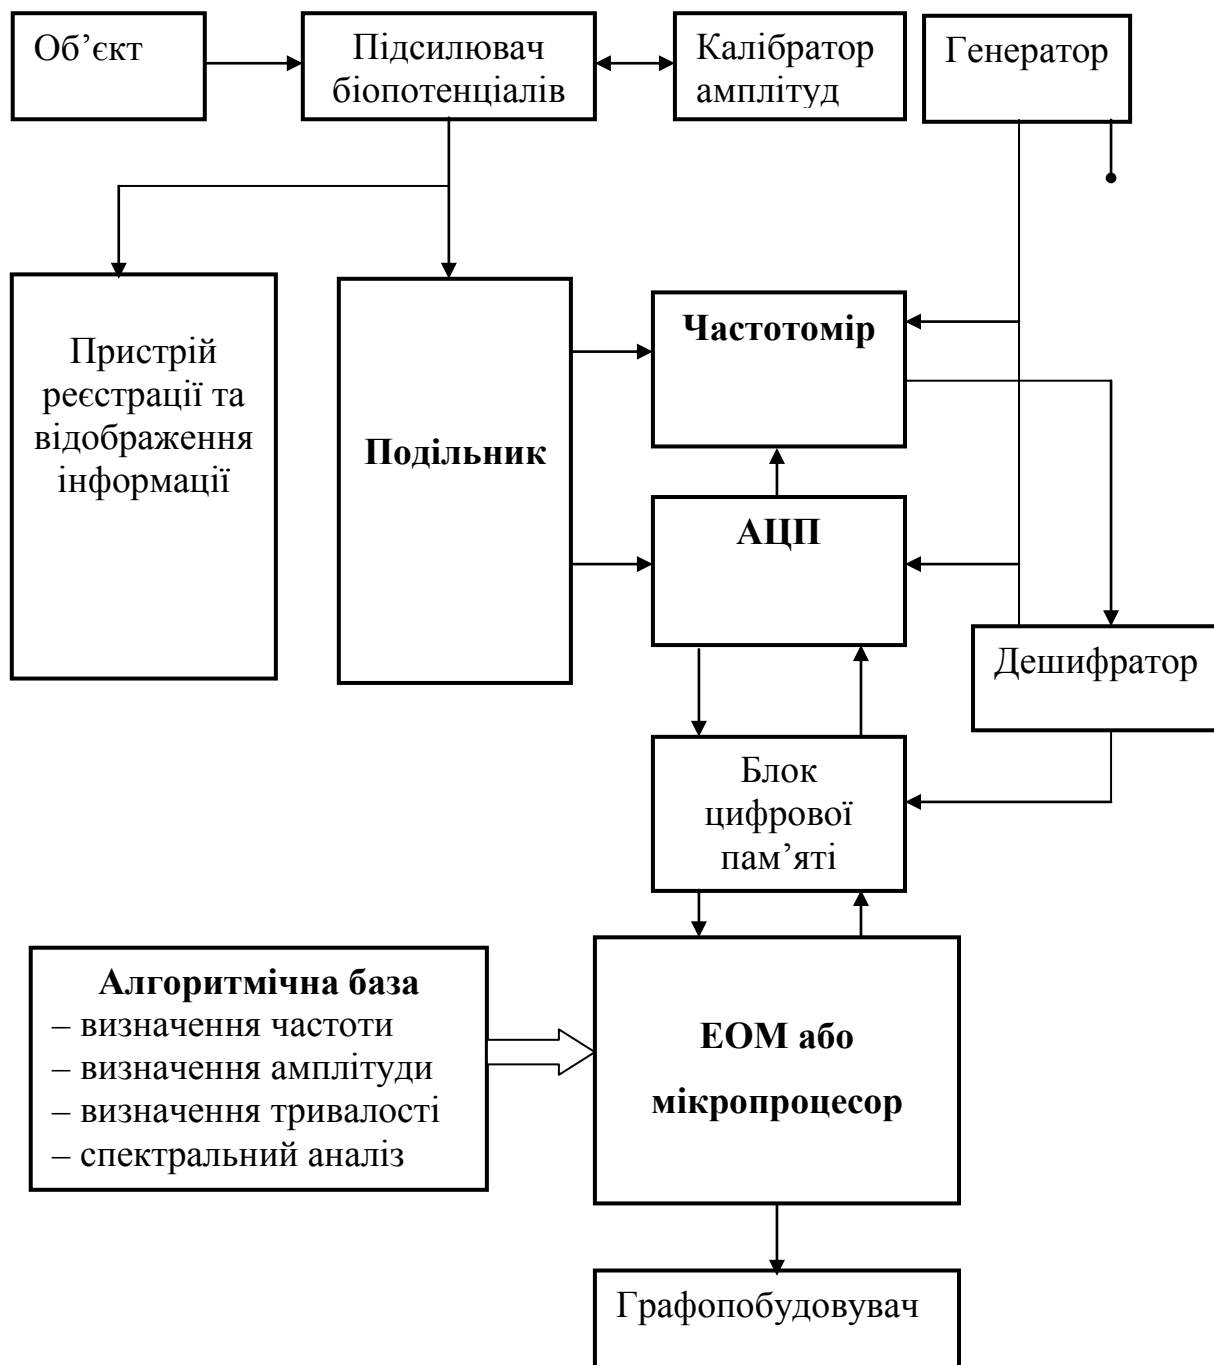 Об’єкт
Підсилювач
біопотенціалів
Калібратор
амплітуд
Генератор
Пристрій
реєстрації та
відображення
інформації
Подільник
Частотомір
АЦП
Дешифратор
Блок
цифрової
пам’яті
Алгоритмічна база
– визначення частоти
– визначення амплітуди
– визначення тривалості
– спектральний аналіз
ЕОМ або
мікропроцесор
Графопобудовувач